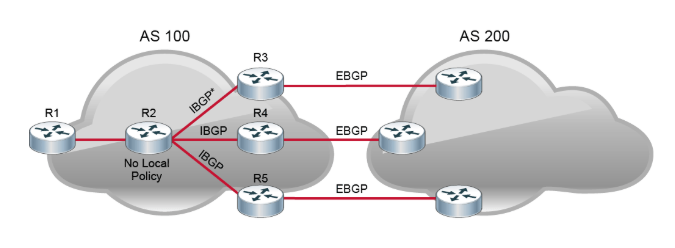 AS 100
AS 200
R3
EBGP
IBGP*
R1
R2
R4
IBGP
EBGP
No Local
Policy
IBGP
R5
EBGP